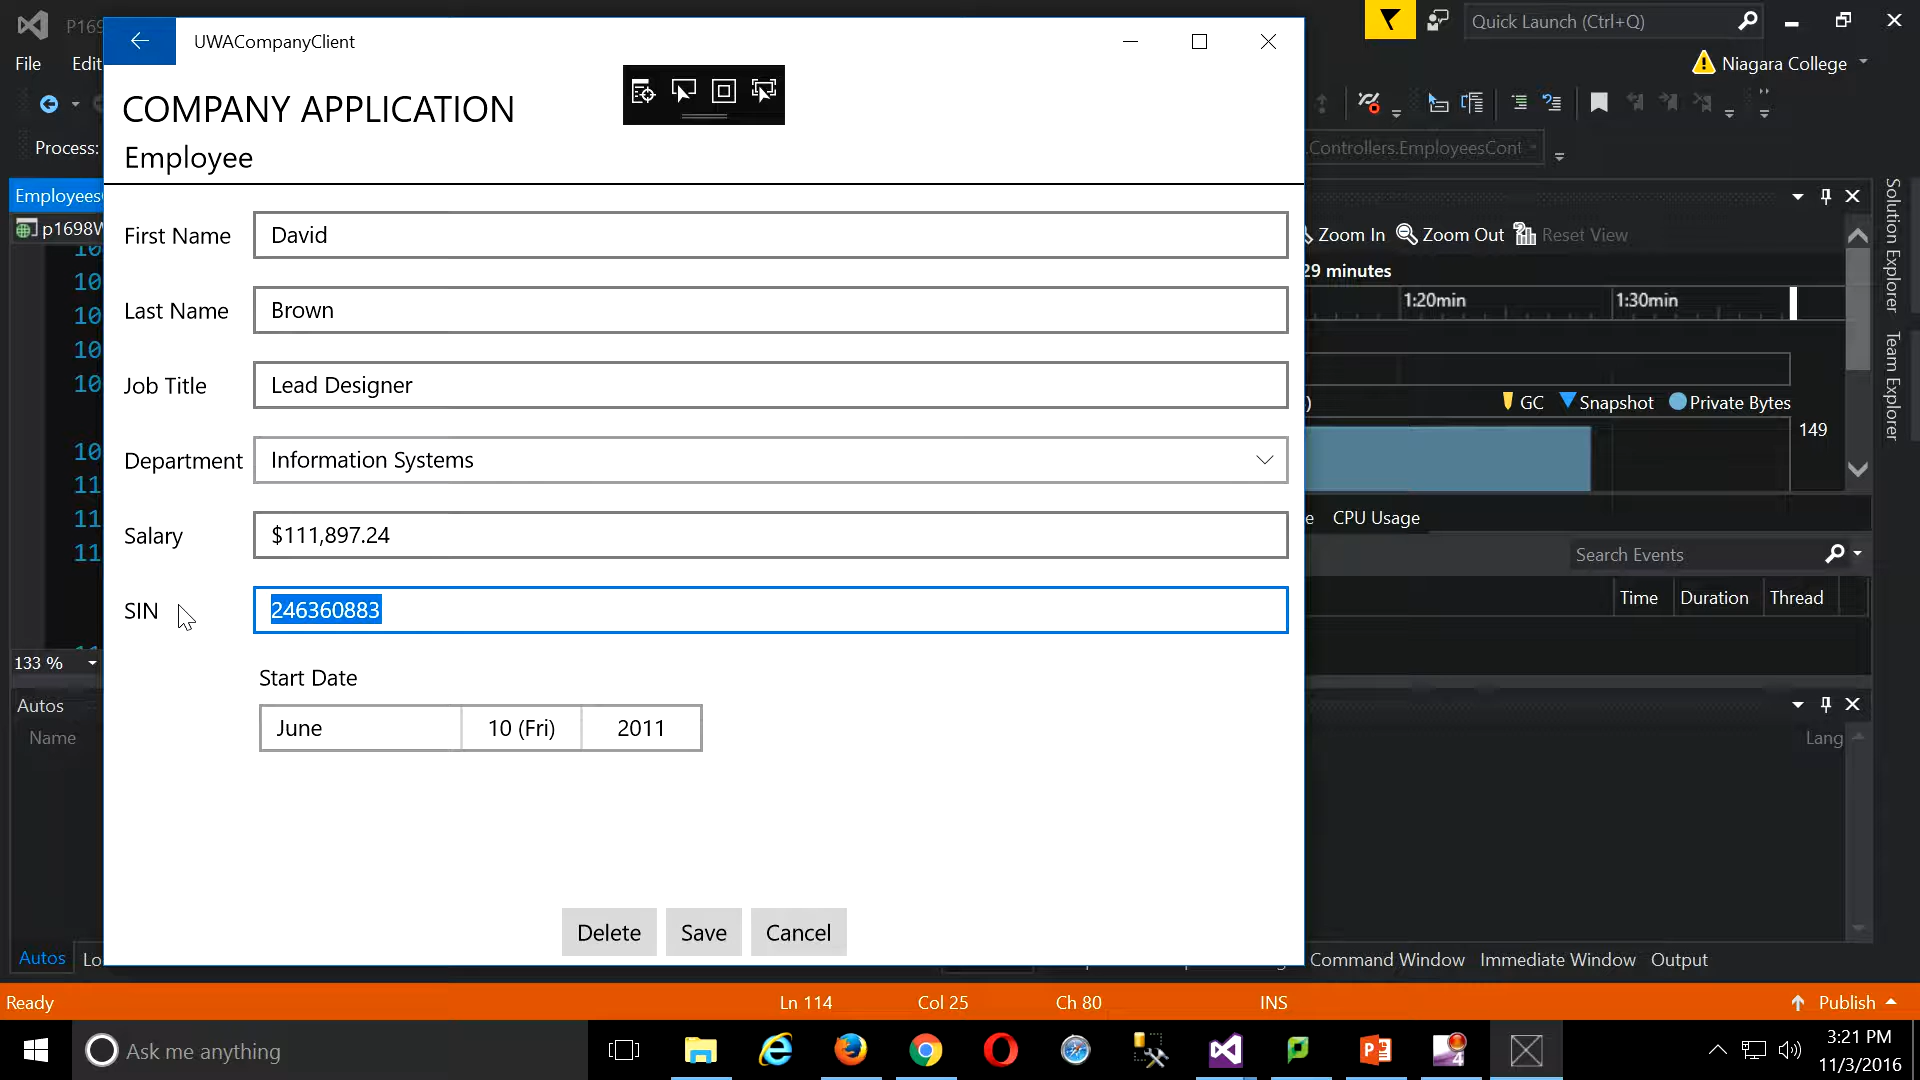 P169
UWACompanyClient
Quick Launch (Ctrl+Q)
File Edit
Niagara College
COMPANY APPLICATION
Process:
.Controllers.EmployeesCont
Employee
Employees
p1698W
First Name David
Zoom In Zoom Out Reset View
29 minutes
1:20min 1:30min
Last Name Brown
Job Title Lead Designer
GC Snapshot Private Bytes
149
Department Information Systems
Salary $111,897.24
CPU Usage
Search Events
Time Duration Thread
SIN 246360883
Solution Explorer
Team Explorer
133 %
Start Date
June 10 (Fri) 2011
Autos
Name
Lang
Delete Save Cancel
Autos Lo
Command Window Immediate Window Output
Ready Ln 114 Col 25 Ch 80 INS Publish
Ask me anything
3:21 PM
11/3/2016